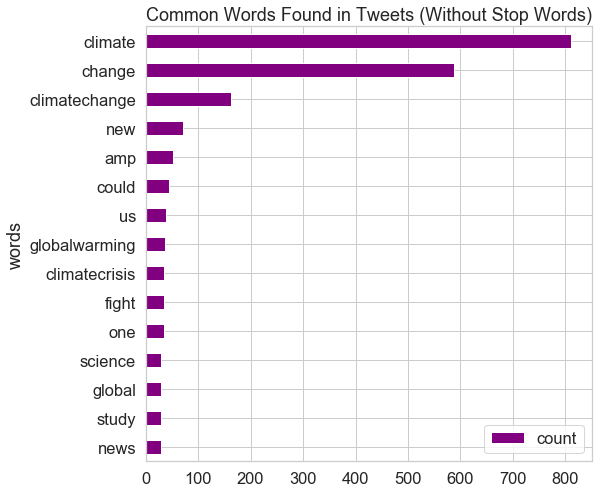 Common Words Found in Tweets (Without Stop Words)
climate
change
climatechange
new
amp
could
us
globalwarming
climatecrisis
fight
one
science
global
study
news
words
count
0 100 200 300 400 500 600 700 800